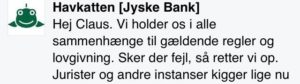 Havkatten [Jyske Bank]
Hej Claus. Vi holder os i alle
sammenhænge til gældende regler og
lovgivning. Sker der fejl, så retter vi op.
Jurister og andre instanser kigger lige nu